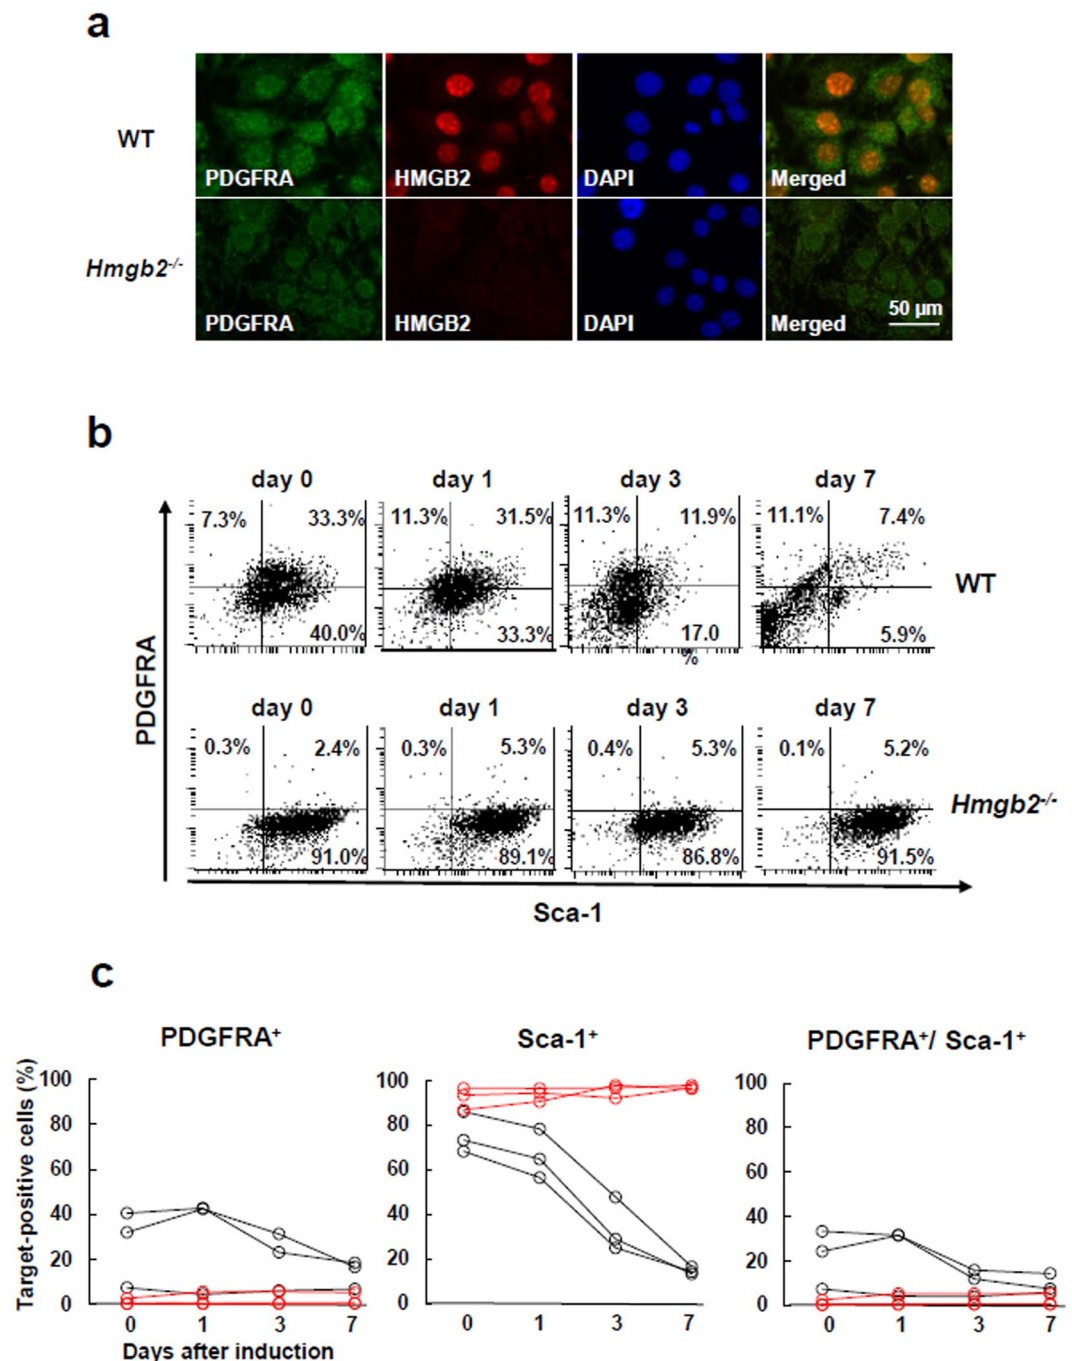 a
WT
PDGFRA HMGB2 DAPI Merged
Hmgb2-/-
PDGFRA HMGB2 DAPI Merged
50 µm
b
day 0 day 1 day 3 day 7
7.3% 33.3% 11.3% 31.5% 11.3% 11.9% 11.1% 7.4%
WT
40.0% 33.3% 17.0 5.9%
%
PDGFRA
day 0 day 1 day 3 day 7
0.3% 2.4% 0.3% 5.3% 0.4% 5.3% 0.1% 5.2%
Hmgb2-/-
91.0% 89.1% 86.8% 91.5%
Sca-1
c
PDGFRA+ Sca-1+ PDGFRA+/ Sca-1+
Target-positive cells (%)
100 100 100
80 80 80
60 60 60
40 40 40
20 20 20
0 0 0
0 1 3 7 0 1 3 7 0 1 3 7
Days after induction